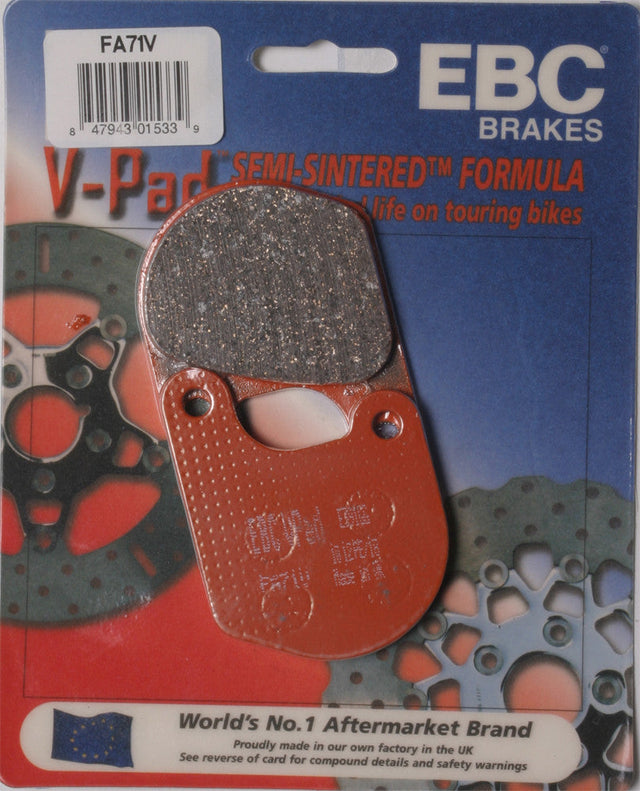 FA71V
8 47943 01533 9
EBC®
BRAKES
V-Pad SEMI-SINTERED™ FORMULA
life on touring bikes
World's No.1 Aftermarket Brand
Proudly made in our own factory in the UK
See reverse of card for compound details and safety warnings